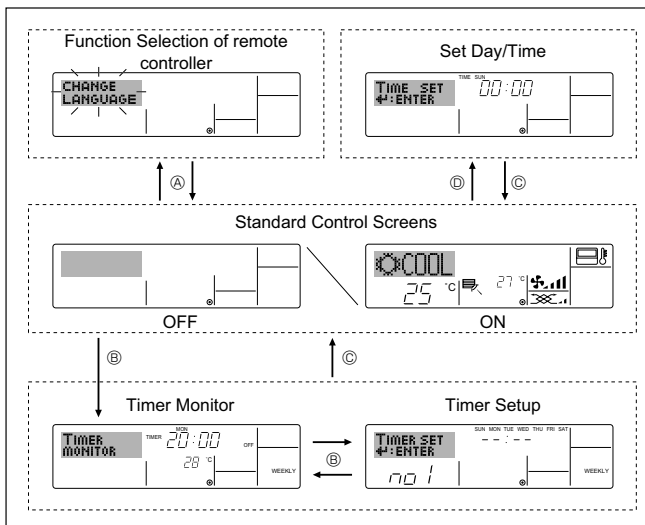 Function Selection of remote
controller
CHANGE
LANGUAGE
Set Day/Time
TIME SUN
TIME SET
↵:ENTER
00:00
Ⓐ
Ⓓ
Ⓒ
Standard Control Screens
COOL
25 °C
27 °C
OFF
ON
Ⓑ
Ⓒ
Timer Monitor
TIMER
MONITOR
MON
TIMER 20:00 OFF
28 °C
WEEKLY
Ⓑ
Timer Setup
SUN MON TUE WED THU FRI SAT
TIMER SET
↵:ENTER
--:--
no 1
WEEKLY